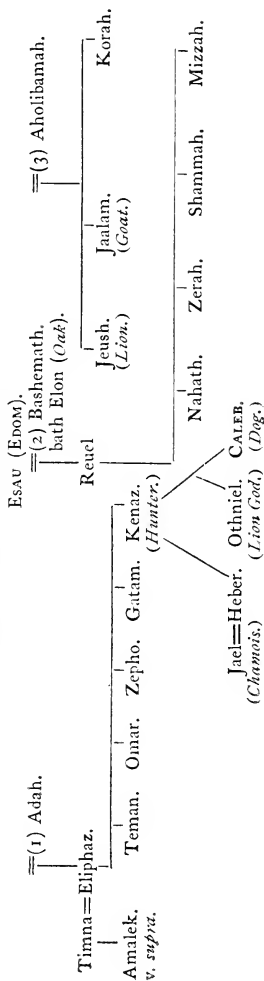 ESAU (EDOM).
=(1) Adah. =(2) Bashemath. =(3) Aholibamah.
bath Elon (Oak).
Timna=Eliphaz. Reuel Jeush. Jaalam. Korah.
(Lion.) (Goat.)
Amalek. Teman. Omar. Zepho. Gatam. Kenaz. Nahath. Zerah. Shammah. Mizzah.
v. supra. (Hunter.)
Jael=Heber. Othniel. CALEB.
(Chamois.) (Lion God.) (Dog.)